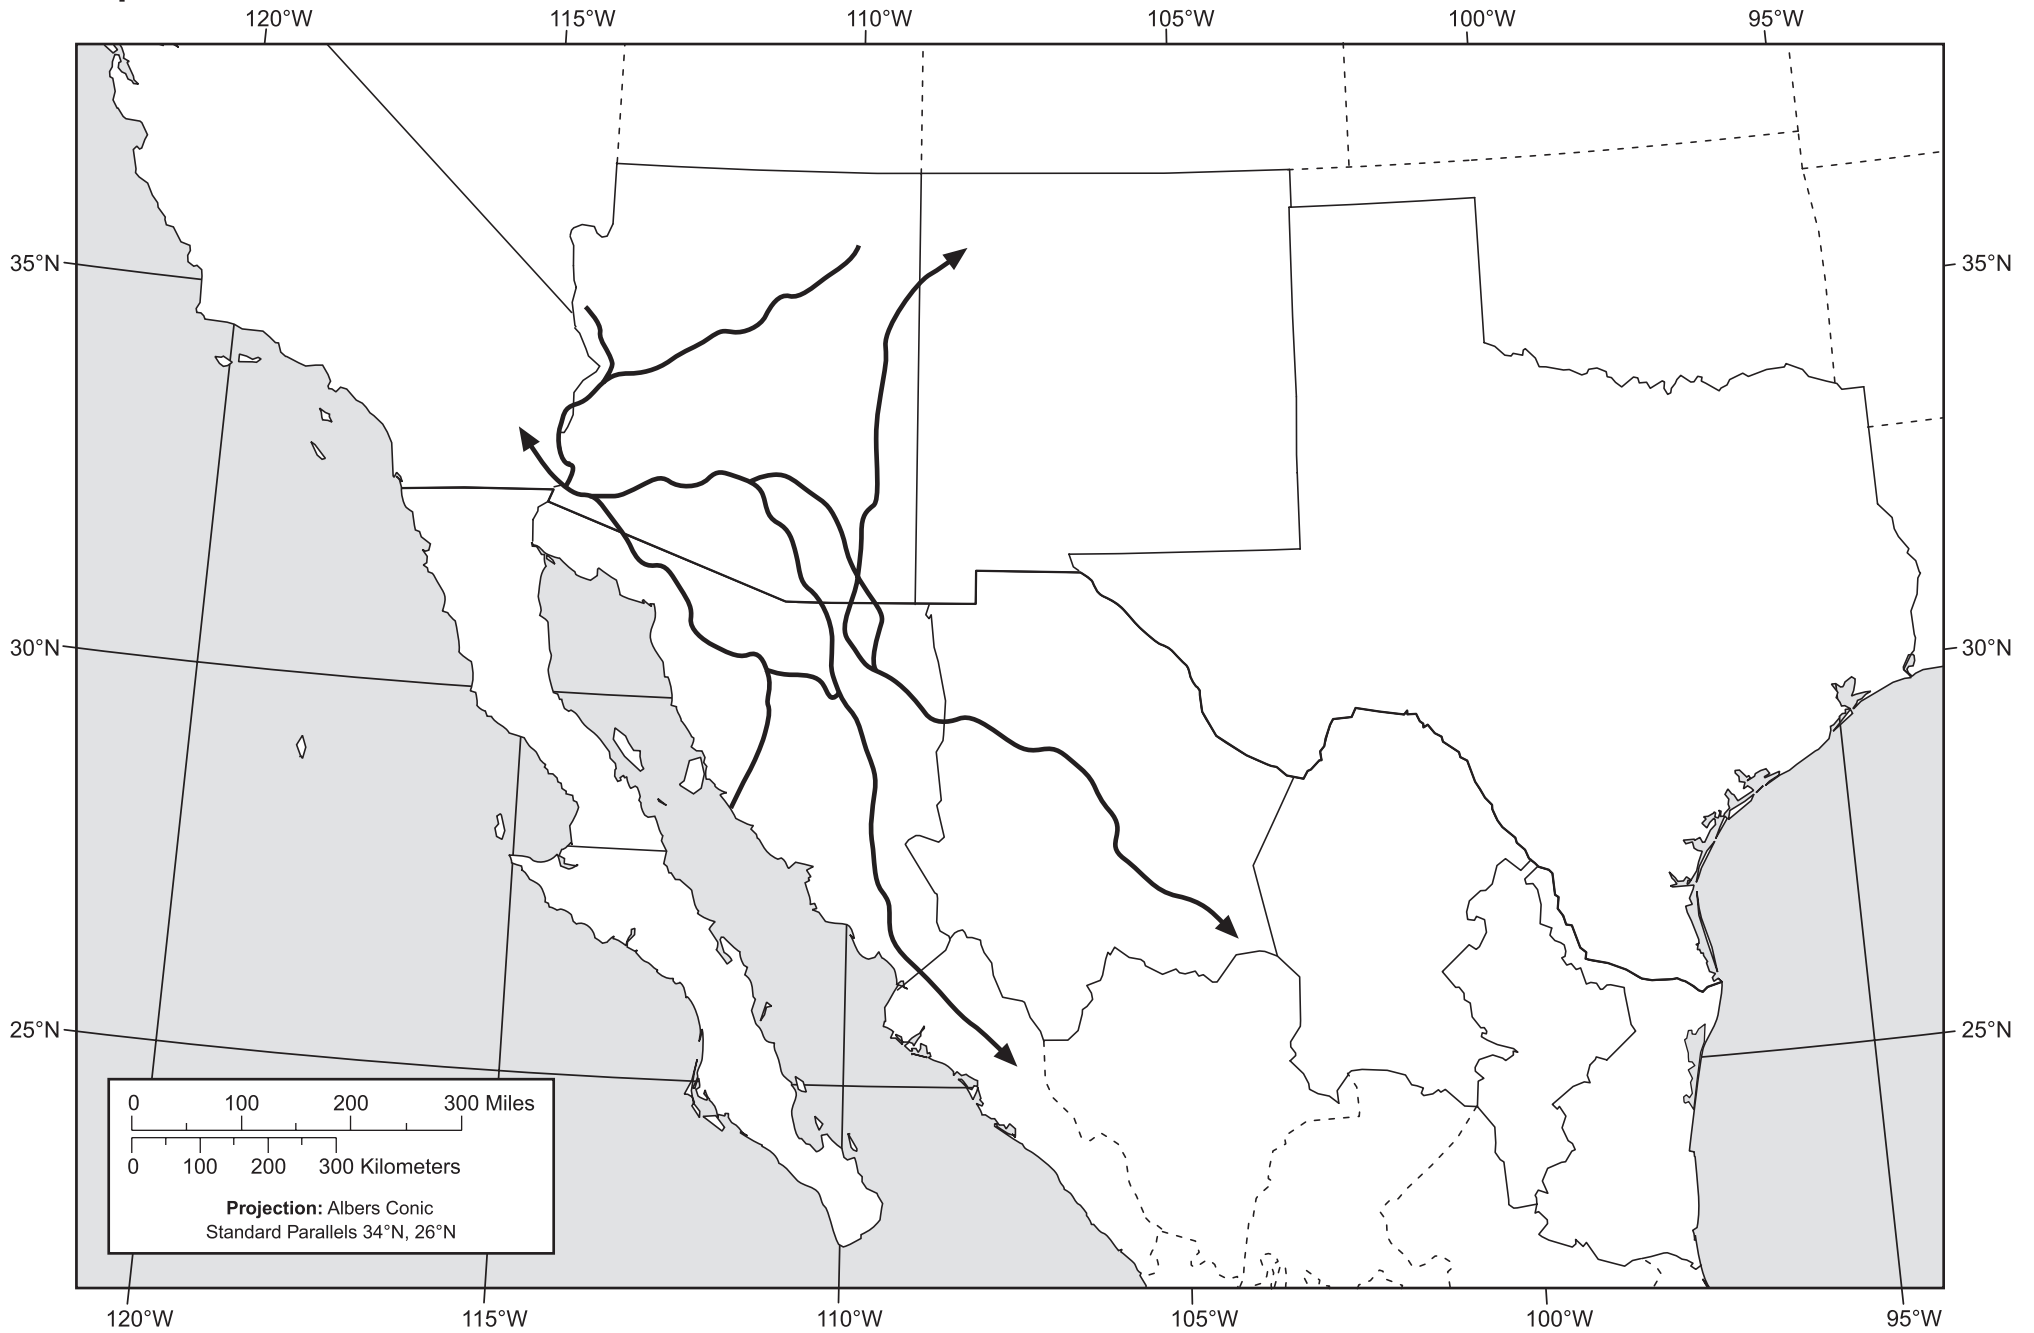 120°W 115°W 110°W 105°W 100°W 95°W
35°N 35°N
30°N 30°N
25°N 25°N
0 100 200 300 Miles
0 100 200 300 Kilometers
Projection: Albers Conic
Standard Parallels 34°N, 26°N
120°W 115°W 110°W 105°W 100°W 95°W